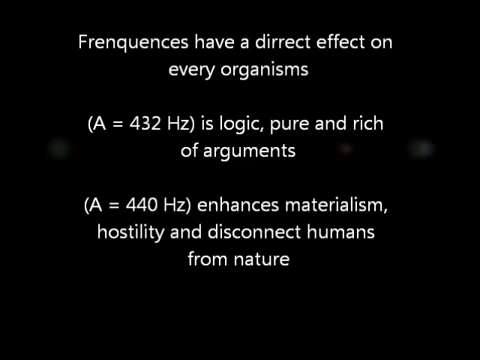 Frenquences have a dirrect effect on
every organisms
(A = 432 Hz) is logic, pure and rich
of arguments
(A = 440 Hz) enhances materialism,
hostility and disconnect humans
from nature